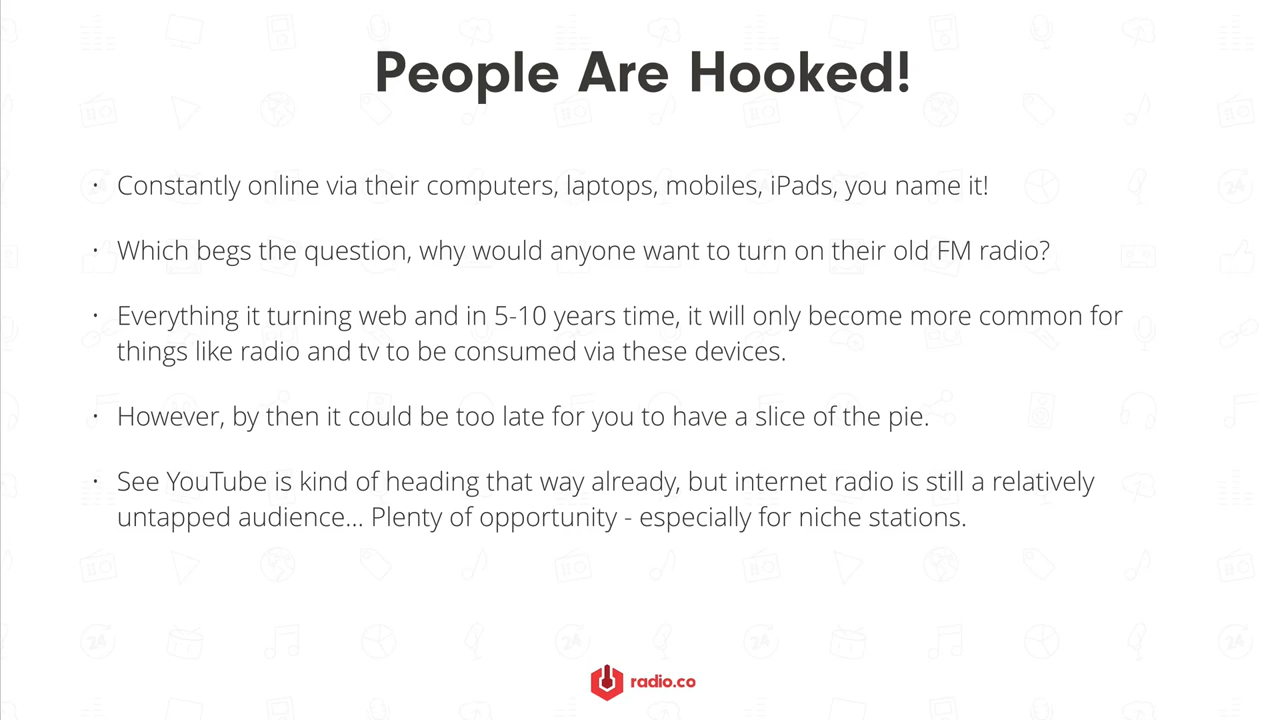 People Are Hooked!
· Constantly online via their computers, laptops, mobiles, iPads, you name it!
· Which begs the question, why would anyone want to turn on their old FM radio?
· Everything it turning web and in 5-10 years time, it will only become more common for
things like radio and tv to be consumed via these devices.
· However, by then it could be too late for you to have a slice of the pie.
· See YouTube is kind of heading that way already, but internet radio is still a relatively
untapped audience... Plenty of opportunity - especially for niche stations.
radio.co